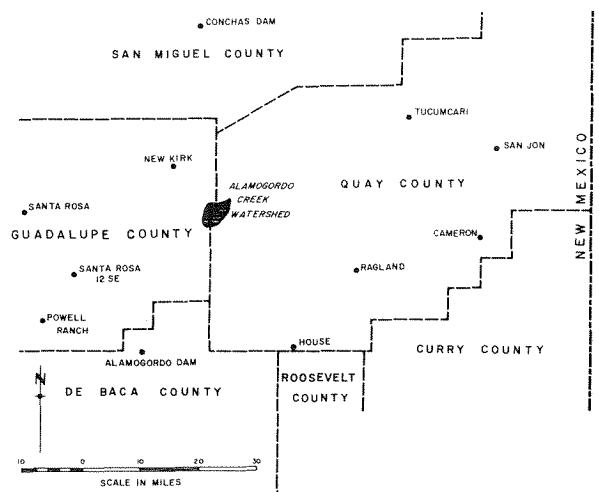 CONCHAS DAM
SAN MIGUEL COUNTY
TUCUMCARI
SAN JON
NEW KIRK
ALAMOGORDO
CREEK
WATERSHED
QUAY COUNTY
NEW MEXICO
SANTA ROSA
GUADALUPE COUNTY
CAMERON
SANTA ROSA
12 SE
RAGLAND
POWELL
RANCH
HOUSE
CURRY COUNTY
ALAMOGORDO DAM
N
DE BACA COUNTY
ROOSEVELT
COUNTY
10 0 10 20 30
SCALE IN MILES